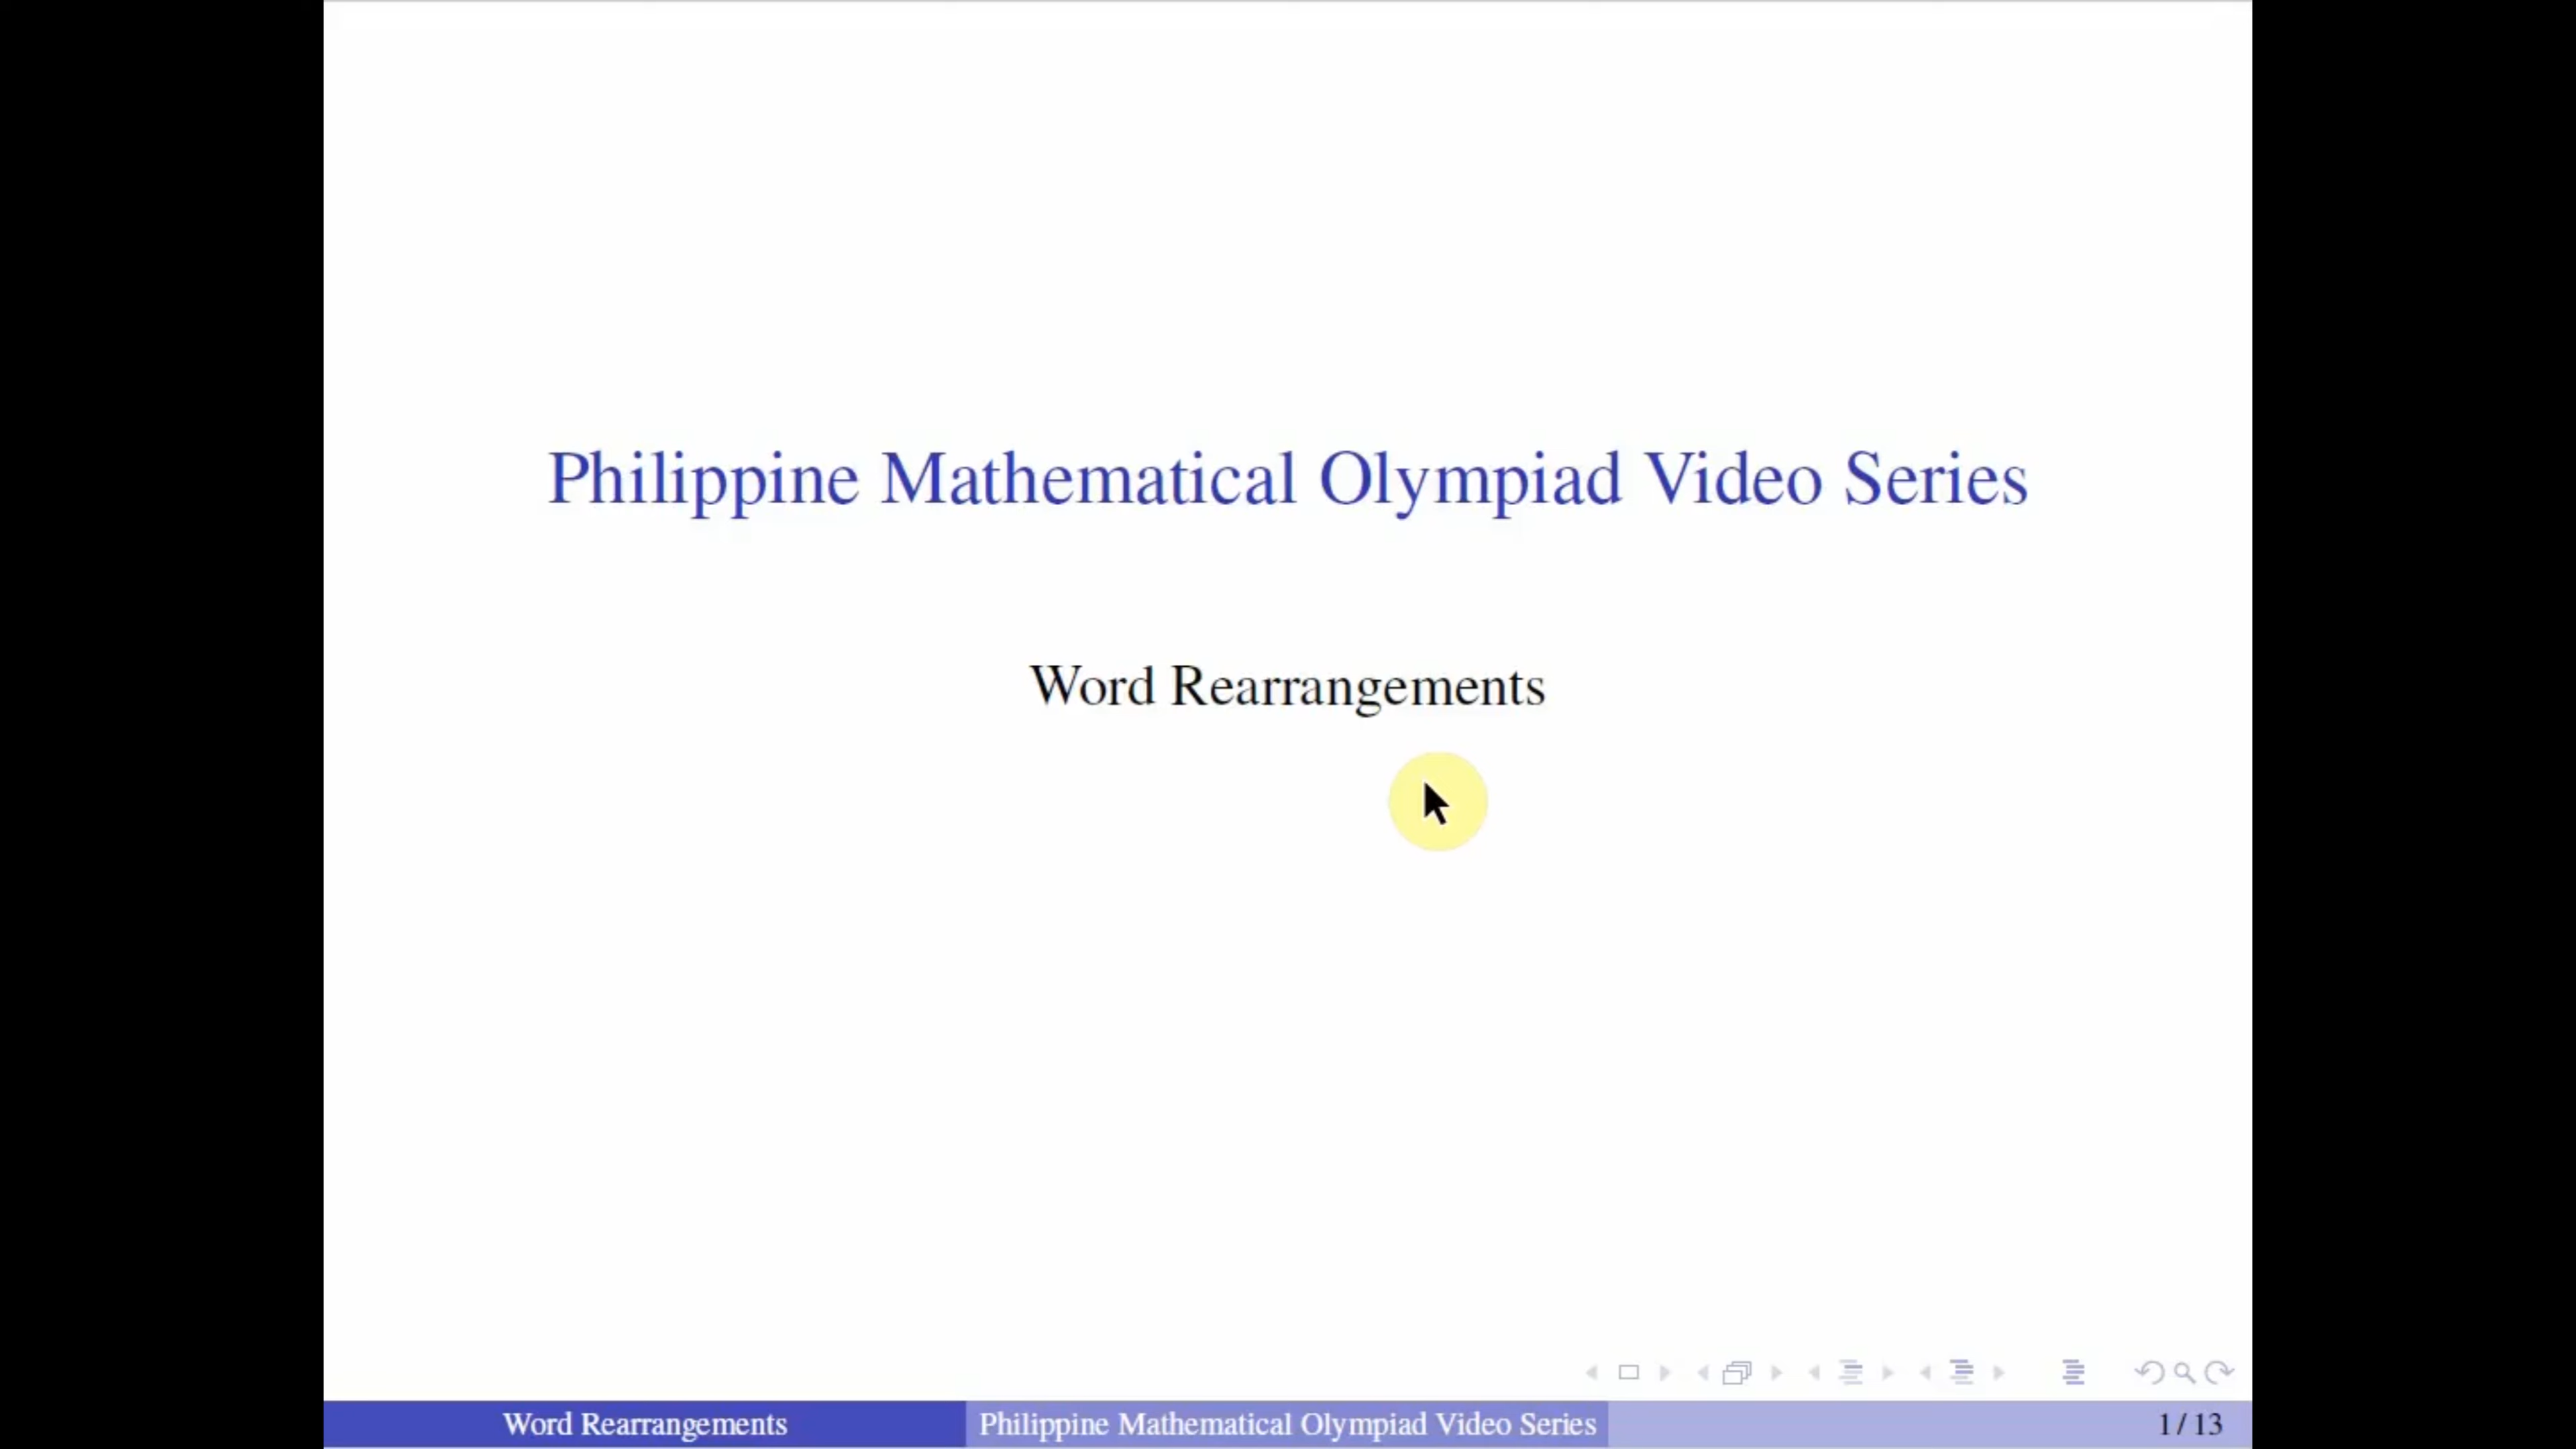 Philippine Mathematical Olympiad Video Series
Word Rearrangements
Word Rearrangements Philippine Mathematical Olympiad Video Series 1 / 13